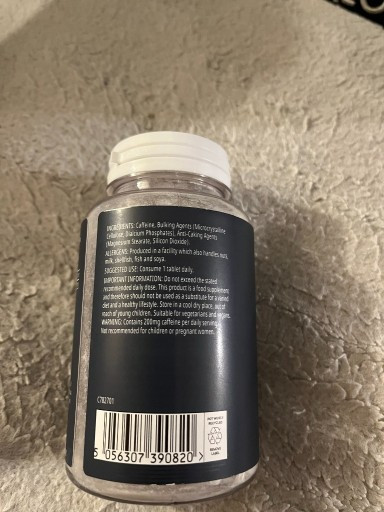 INGREDIENTS: Caffeine, Bulking Agents (Microcrystalline
Cellulose, Dialcium Phosphates), Anti-Caking Agents
(Magnesium Stearate, Silicon Dioxide).
ALLERGENS: Produced in a facility which also handles nuts,
milk, shellfish, fish and soya.
SUGGESTED USE: Consume 1 tablet daily.
IMPORTANT INFORMATION: Do not exceed the stated
recommended daily dose. This product is a food supplement
and therefore should not be used as a substitute for a varied
diet and a healthy lifestyle. Store in a cool dry place, out of
reach of young children. Suitable for vegetarians and vegans.
WARNING: Contains 200mg caffeine per daily serving.
Not recommended for children or pregnant women.
C782701
5 056307 390820 >